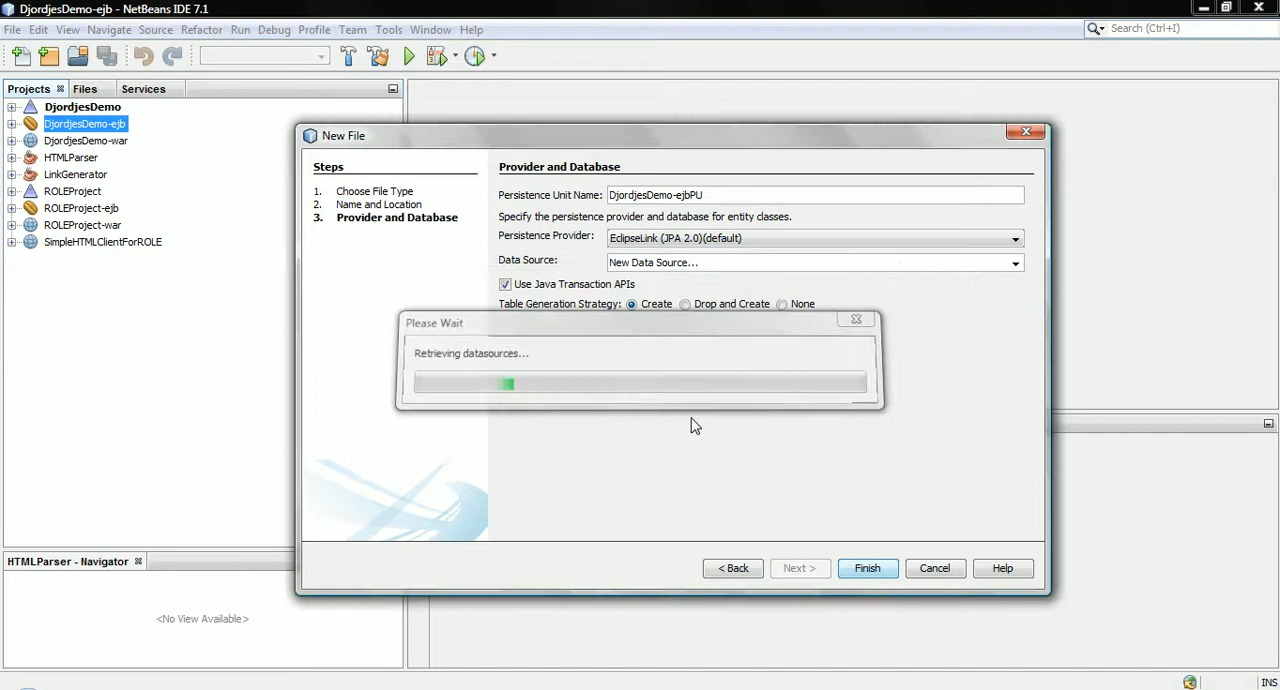 DjordjesDemo-ejb - NetBeans IDE 7.1
File Edit View Navigate Source Refactor Run Debug Profile Team Tools Window Help
Search (Ctrl+I)
Projects Files Services
DjordjesDemo
DjordjesDemo-ejb
DjordjesDemo-war
HTMLParser
LinkGenerator
ROLEProject
ROLEProject-ejb
ROLEProject-war
SimpleHTMLClientForROLE
HTMLParser - Navigator
<No View Available>
New File
Steps
1. Choose File Type
2. Name and Location
3. Provider and Database
Provider and Database
Persistence Unit Name: DjordjesDemo-ejbPU
Specify the persistence provider and database for entity classes.
Persistence Provider: EclipseLink (JPA 2.0)(default)
Data Source: New Data Source...
Use Java Transaction APIs
Table Generation Strategy: Create Drop and Create None
Please Wait
Retrieving datasources...
< Back Next > Finish Cancel Help
INS